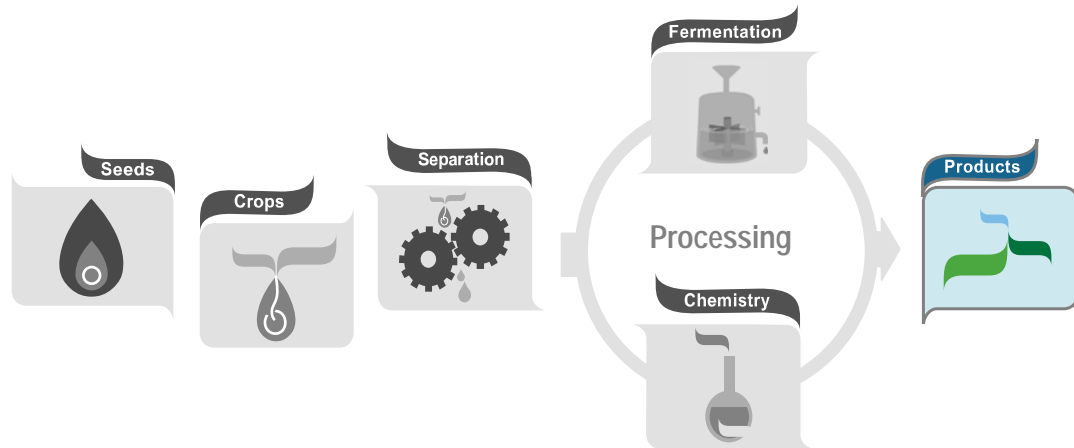 Seeds
Crops
Separation
Fermentation
Processing
Chemistry
Products